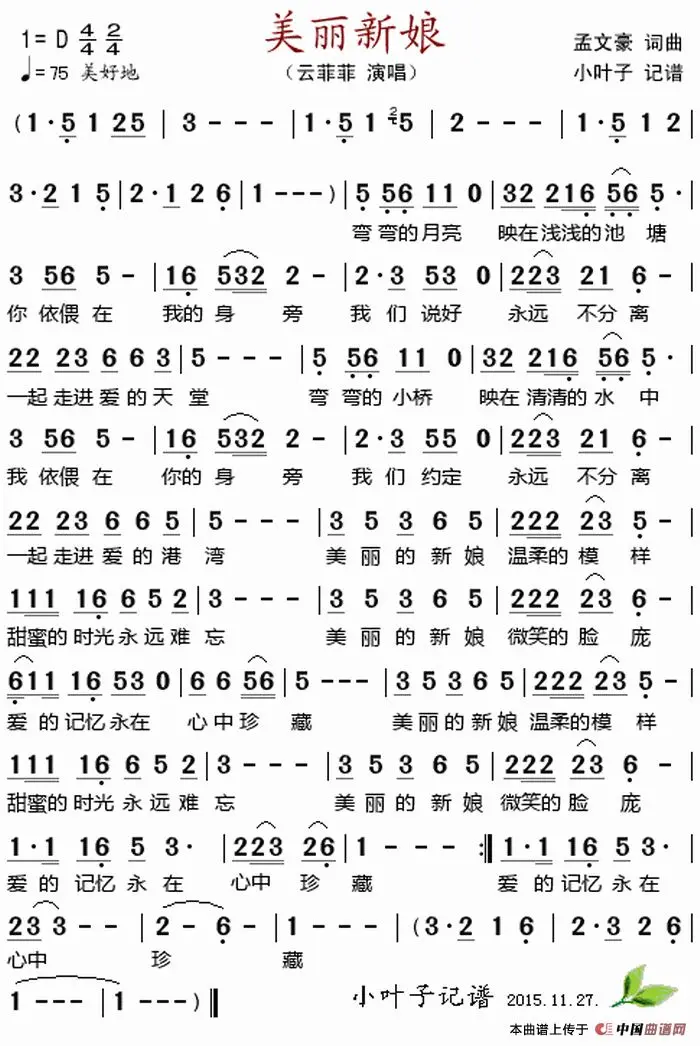 美丽新娘
1=D 4/4 2/4
孟文豪 词曲
♩=75 美好地
（云菲菲 演唱）
小叶子 记谱
(1·5 1 25 | 3 - - - | 1·5 1 25 | 2 - - - | 1·5 1 2 |
3·2 1 5 | 2·1 2 6 | 1 - - -) | 5 56 11 0 | 32 2216 56 5· |
弯 弯的月亮 映在浅浅的池 塘
3 56 5 - | 16 532 2 - | 2·3 53 0 | 223 21 6 - |
你 依偎 在 我的 身 旁 我 们 说好 永远 不分 离
22 23 6 6 3 | 5 - - - | 5 56 11 0 | 32 2216 56 5· |
一起 走进 爱 的 天 堂 弯 弯的 小桥 映在 清清的 水 中
3 56 5 - | 16 532 2 - | 2·3 55 0 | 223 21 6 - |
我 依偎 在 你的 身 旁 我 们 约定 永远 不分 离
22 23 6 6 5 | 5 - - - | 3 5 3 6 5 | 222 23 5 - |
一起 走进 爱 的 港 湾 美 丽 的 新 娘 温柔的 模 样
111 16 6 5 2 | 3 - - - | 3 5 3 6 5 | 222 23 6 - |
甜蜜的 时光 永 远 难 忘 美 丽 的 新 娘 微笑的 脸 庞
611 16 53 0 | 6 6 56 | 5 - - - | 3 5 3 6 5 | 222 23 5 - |
爱 的 记忆 永在 心 中 珍 藏 美 丽 的 新 娘 温柔的 模 样
111 16 6 5 2 | 3 - - - | 3 5 3 6 5 | 222 23 6 - |
甜蜜的 时光 永 远 难 忘 美 丽 的 新 娘 微笑的 脸 庞
1·1 16 5 3· | 223 26 | 1 - - - :‖ 1·1 16 5 3· |
爱 的 记忆 永 在 心中 珍 藏 爱 的 记忆 永 在
23 3 - - | 2 - 6 - | 1 - - - | (3·2 1 6 | 2·3 2 6 |
心中 珍 藏
1 - - - | 1 - - -) ‖
小叶子记谱 2015.11.27.
本曲谱上传于 中国曲谱网